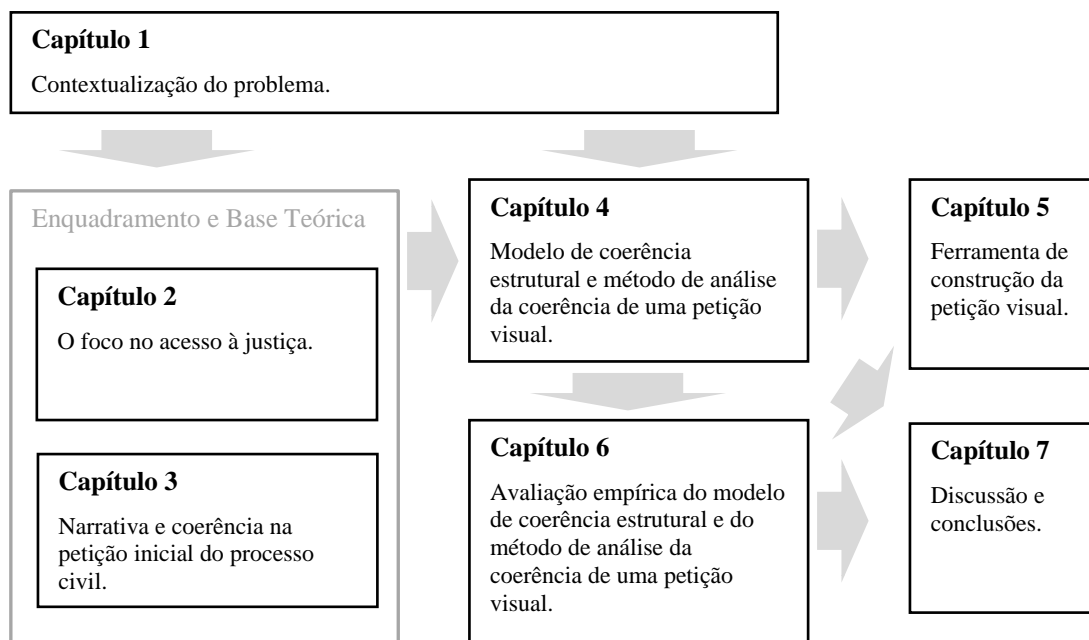 Capítulo 1
Contextualização do problema.
Enquadramento e Base Teórica
Capítulo 2
O foco no acesso à justiça.
Capítulo 3
Narrativa e coerência na
petição inicial do processo
civil.
Capítulo 4
Modelo de coerência
estrutural e método de análise
da coerência de uma petição
visual.
Capítulo 5
Ferramenta de
construção da
petição visual.
Capítulo 6
Avaliação empírica do modelo
de coerência estrutural e do
método de análise da
coerência de uma petição
visual.
Capítulo 7
Discussão e
conclusões.